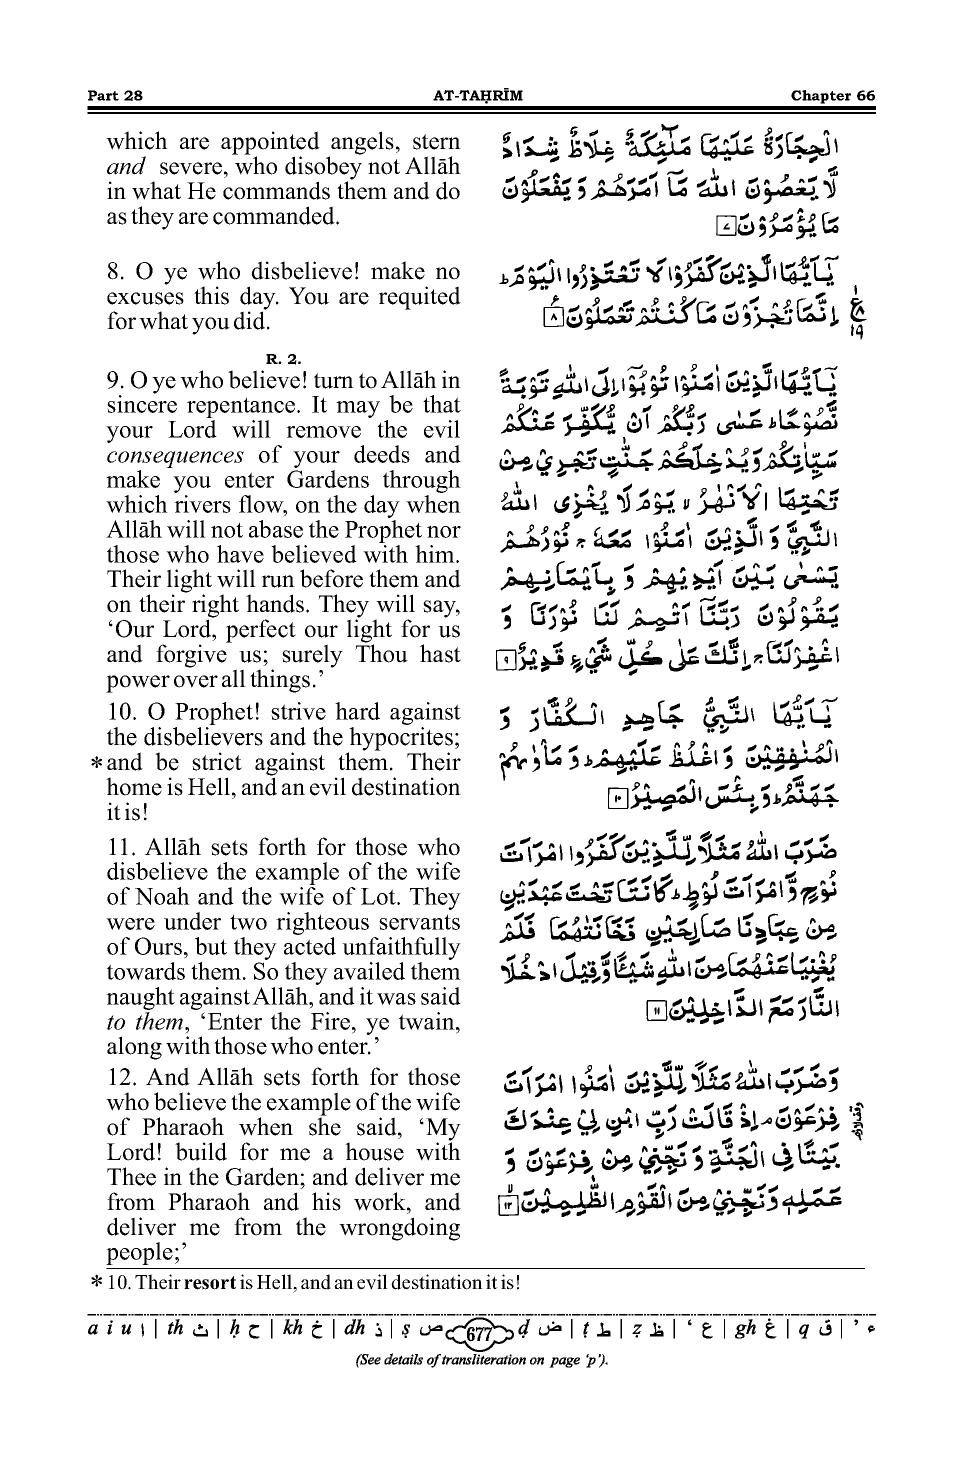 Part 28 AT-TAḤRĪM Chapter 66
which are appointed angels, stern
and severe, who disobey not Allāh
in what He commands them and do
as they are commanded.
8. O ye who disbelieve! make no
excuses this day. You are requited
for what you did.
R. 2.
9. O ye who believe! turn to Allāh in
sincere repentance. It may be that
your Lord will remove the evil
consequences of your deeds and
make you enter Gardens through
which rivers flow, on the day when
Allāh will not abase the Prophet nor
those who have believed with him.
Their light will run before them and
on their right hands. They will say,
‘Our Lord, perfect our light for us
and forgive us; surely Thou hast
power over all things.’
10. O Prophet! strive hard against
the disbelievers and the hypocrites;
*and be strict against them. Their
home is Hell, and an evil destination
it is!
11. Allāh sets forth for those who
disbelieve the example of the wife
of Noah and the wife of Lot. They
were under two righteous servants
of Ours, but they acted unfaithfully
towards them. So they availed them
naught against Allāh, and it was said
to them, ‘Enter the Fire, ye twain,
along with those who enter.’
12. And Allāh sets forth for those
who believe the example of the wife
of Pharaoh when she said, ‘My
Lord! build for me a house with
Thee in the Garden; and deliver me
from Pharaoh and his work, and
deliver me from the wrongdoing
people;’
الْحِجَارَةُ عَلَيْهَا مَلٰٓئِكَةٌ غِلَاظٌ شِدَادٌ
لَّا يَعْصُوْنَ اللّٰهَ مَآ اَمَرَهُمْ وَ يَفْعَلُوْنَ
مَا يُؤْمَرُوْنَ ۷
يٰٓاَيُّهَا الَّذِيْنَ كَفَرُوْا لَا تَعْتَذِرُوا الْيَوْمَ ؕ
اِنَّمَا تُجْزَوْنَ مَا كُنْتُمْ تَعْمَلُوْنَ ۸
۱
ع
۱۹
يٰٓاَيُّهَا الَّذِيْنَ اٰمَنُوْا تُوْبُوْٓا اِلَى اللّٰهِ تَوْبَةً
نَّصُوْحًا ؕ عَسٰى رَبُّكُمْ اَنْ يُّكَفِّرَ عَنْكُمْ
سَيِّاٰتِكُمْ وَ يُدْخِلَكُمْ جَنّٰتٍ تَجْرِيْ مِنْ
تَحْتِهَا الْاَنْهٰرُ ۙ يَوْمَ لَا يُخْزِى اللّٰهُ
النَّبِيَّ وَ الَّذِيْنَ اٰمَنُوْا مَعَهٗ ۚ نُوْرُهُمْ
يَسْعٰى بَيْنَ اَيْدِيْهِمْ وَ بِاَيْمَانِهِمْ
يَقُوْلُوْنَ رَبَّنَآ اَتْمِمْ لَنَا نُوْرَنَا وَ
اغْفِرْ لَنَا ۚ اِنَّكَ عَلٰى كُلِّ شَيْءٍ قَدِيْرٌ ۹
يٰٓاَيُّهَا النَّبِيُّ جَاهِدِ الْكُفَّارَ وَ
الْمُنٰفِقِيْنَ وَ اغْلُظْ عَلَيْهِمْ ؕ وَ مَاْوٰىهُمْ
جَهَنَّمُ ؕ وَ بِئْسَ الْمَصِيْرُ ۱۰
ضَرَبَ اللّٰهُ مَثَلًا لِّلَّذِيْنَ كَفَرُوا امْرَاَتَ
نُوْحٍ وَّ امْرَاَتَ لُوْطٍ ؕ كَانَتَا تَحْتَ عَبْدَيْنِ
مِنْ عِبَادِنَا صَالِحَيْنِ فَخَانَتٰهُمَا فَلَمْ
يُغْنِيَا عَنْهُمَا مِنَ اللّٰهِ شَيْـًٔا وَّ قِيْلَ ادْخُلَا
النَّارَ مَعَ الدَّاخِلِيْنَ ۱۱
وَ ضَرَبَ اللّٰهُ مَثَلًا لِّلَّذِيْنَ اٰمَنُوا امْرَاَتَ
فِرْعَوْنَ ۘ اِذْ قَالَتْ رَبِّ ابْنِ لِيْ عِنْدَكَ
بَيْتًا فِى الْجَنَّةِ وَ نَجِّنِيْ مِنْ فِرْعَوْنَ وَ
عَمَلِهٖ وَ نَجِّنِيْ مِنَ الْقَوْمِ الظّٰلِمِيْنَ ۱۲
* 10. Their resort is Hell, and an evil destination it is!
a i u ا | th ث | ḥ ح | kh خ | dh ذ | ṣ ص 677 ḍ ض | ṭ ط | ẓ ظ | ‘ ع | gh غ | q ق | ’ ء
(See details of transliteration on page ‘p’).